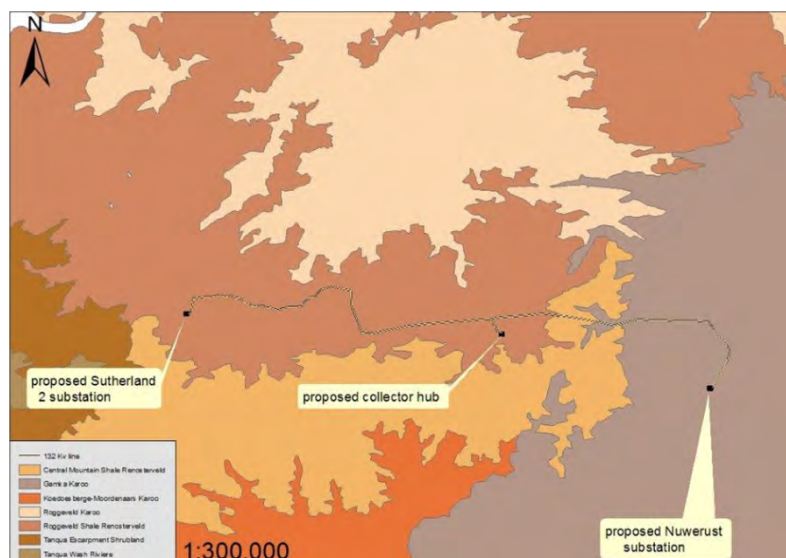 N
proposed Sutherland
2 substation
proposed collector hub
proposed Nuwerust
substation
132 Kv line
Central Mountain Shale Renosterveld
Gamka Karoo
Koedoesberge-Moordenaars Karoo
Roggeveld Karoo
Roggeveld Shale Renosterveld
Tanqua Escarpment Shrubland
Tanqua Wash Riviere
1:300,000